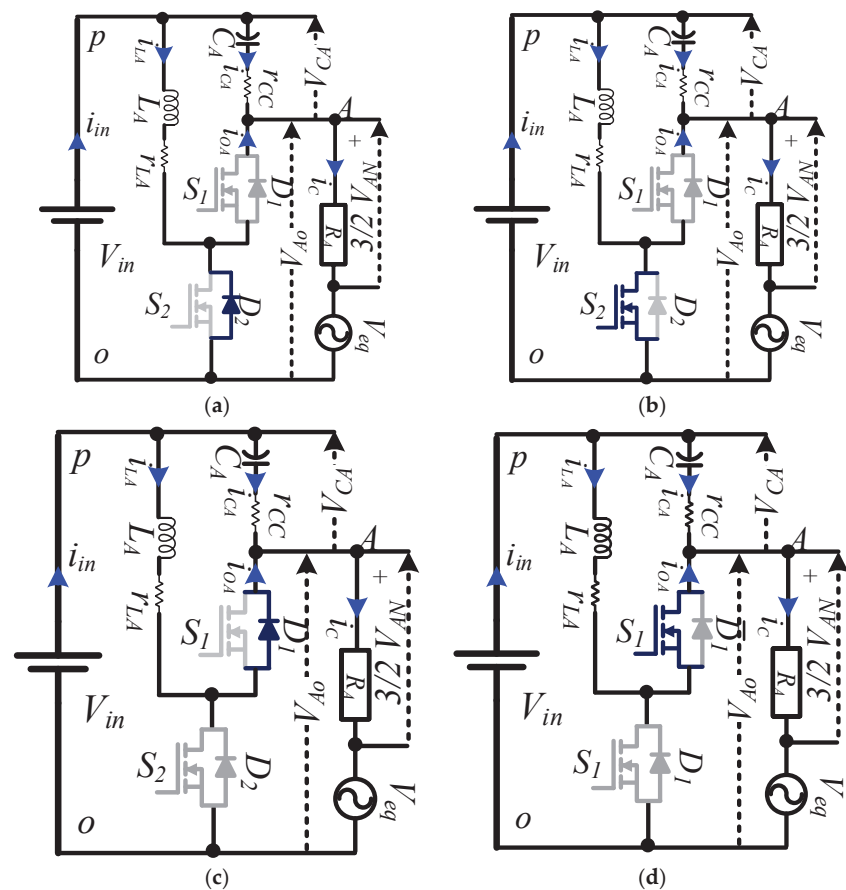 p
i_LA
C_A
i_CA
r_CC
V_CA
L_A
A
i_in
i_OA
+
r_LA
S_1
D_1
i_C
3/2 V_AN
R_A
V_in
V_Ao
S_2
D_2
V_eq
o
(a)
p
i_LA
C_A
i_CA
r_CC
V_CA
L_A
A
i_in
i_OA
+
r_LA
S_1
D_1
i_C
3/2 V_AN
R_A
V_in
V_Ao
S_2
D_2
V_eq
o
(b)
p
i_LA
C_A
i_CA
r_CC
V_CA
L_A
A
i_in
i_OA
+
r_LA
S_1
D_1
i_C
3/2 V_AN
R_A
V_in
V_Ao
S_2
D_2
V_eq
o
(c)
p
i_LA
C_A
i_CA
r_CC
V_CA
L_A
A
i_in
i_OA
+
r_LA
S_1
D_1
i_C
3/2 V_AN
R_A
V_in
V_Ao
S_1
D_1
V_eq
o
(d)